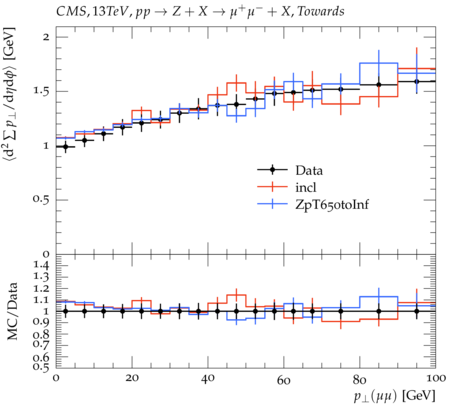 CMS, 13TeV, pp → Z + X → μ⁺μ⁻ + X, Towards
⟨d² ∑ p⊥/dηdϕ⟩ [GeV]
2
1.5
1
0.5
0
Data
incl
ZpT650toInf
MC/Data
1.4
1.3
1.2
1.1
1.0
0.9
0.8
0.7
0.6
0.5
0 20 40 60 80 100
p⊥(μμ) [GeV]